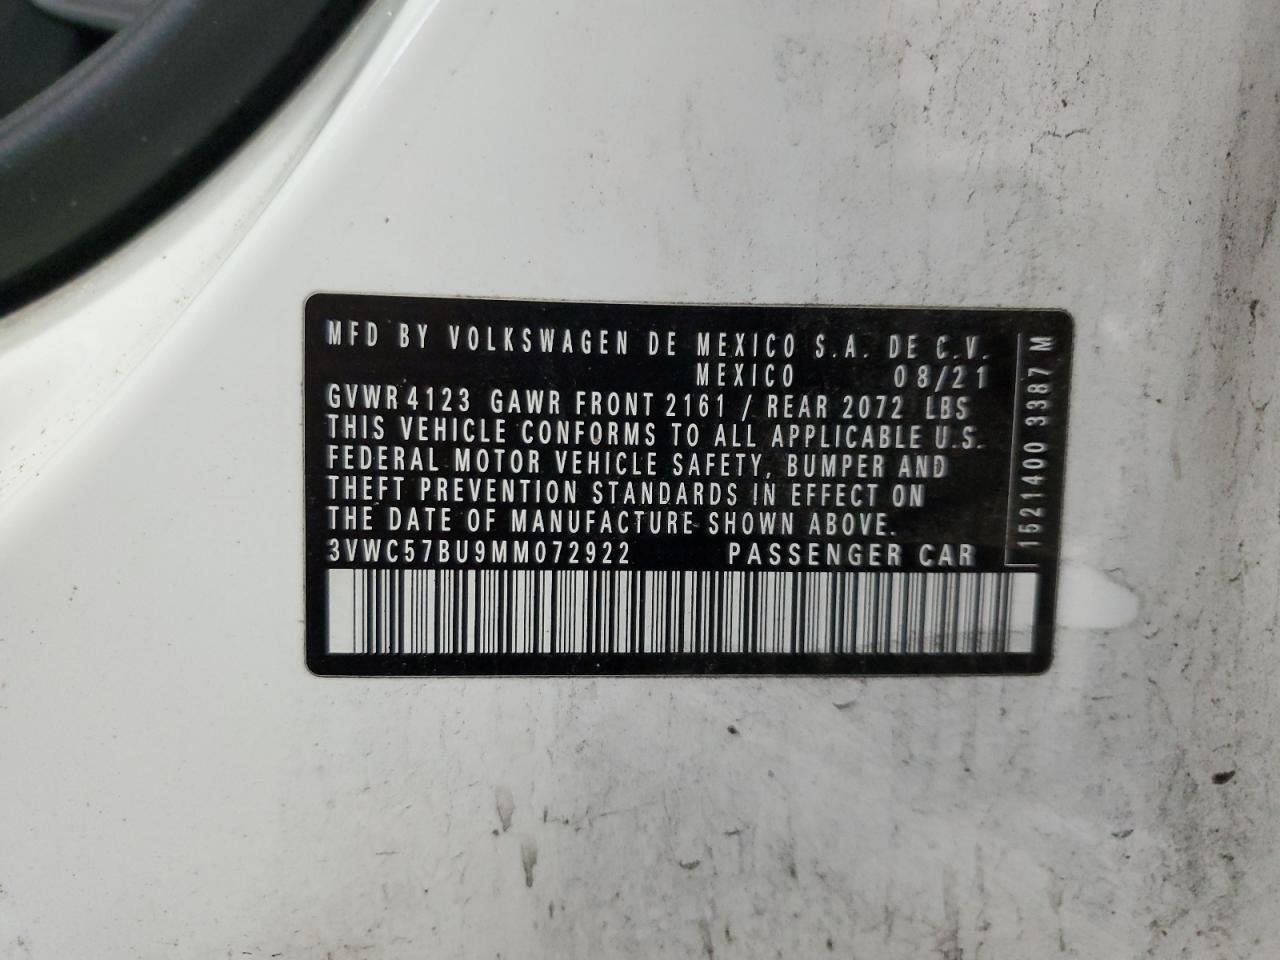 MFD BY VOLKSWAGEN DE MEXICO S.A. DE C.V.
MEXICO 08/21
GVWR 4123 GAWR FRONT 2161 / REAR 2072 LBS
THIS VEHICLE CONFORMS TO ALL APPLICABLE U.S.
FEDERAL MOTOR VEHICLE SAFETY, BUMPER AND
THEFT PREVENTION STANDARDS IN EFFECT ON
THE DATE OF MANUFACTURE SHOWN ABOVE.
3VWC57BU9MM072922 PASSENGER CAR
1521400 3387 M